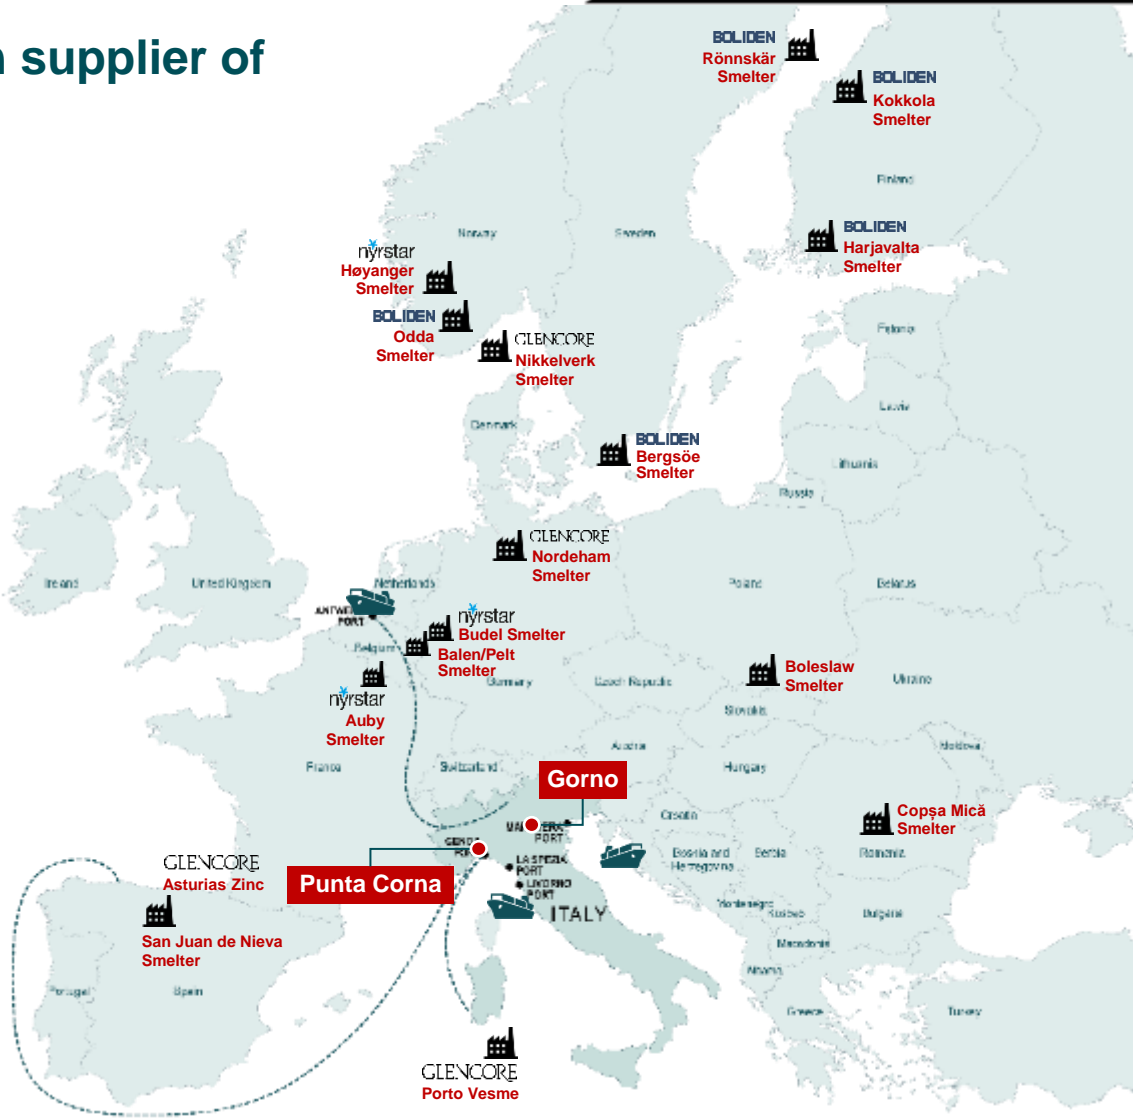 n supplier of
BOLIDEN
Rönnskär
Smelter
BOLIDEN
Kokkola
Smelter
Finland
BOLIDEN
Harjavalta
Smelter
Norway
Sweden
nyrstar
Høyanger
Smelter
BOLIDEN
Odda
Smelter
GLENCORE
Nikkelverk
Smelter
Estonia
Latvia
Denmark
BOLIDEN
Bergsöe
Smelter
Lithuania
Russia
GLENCORE
Nordeham
Smelter
Ireland
United Kingdom
Netherlands
Poland
Belarus
PORT
nyrstar
Budel Smelter
Balen/Pelt
Smelter
Belgium
Germany
Czech Republic
Boleslaw
Smelter
Ukraine
Slovakia
nyrstar
Auby
Smelter
France
Switzerland
Austria
Hungary
Moldova
Gorno
Croatia
Copșa Mică
Smelter
Romania
PORT
Bosnia and
Herzegovina
Serbia
LA SPEZIA
PORT
LIVORNO
PORT
ITALY
Punta Corna
GLENCORE
Asturias Zinc
San Juan de Nieva
Smelter
Montenegro
Kosovo
Bulgaria
Macedonia
Albania
Greece
Turkey
Portugal
Spain
GLENCORE
Porto Vesme